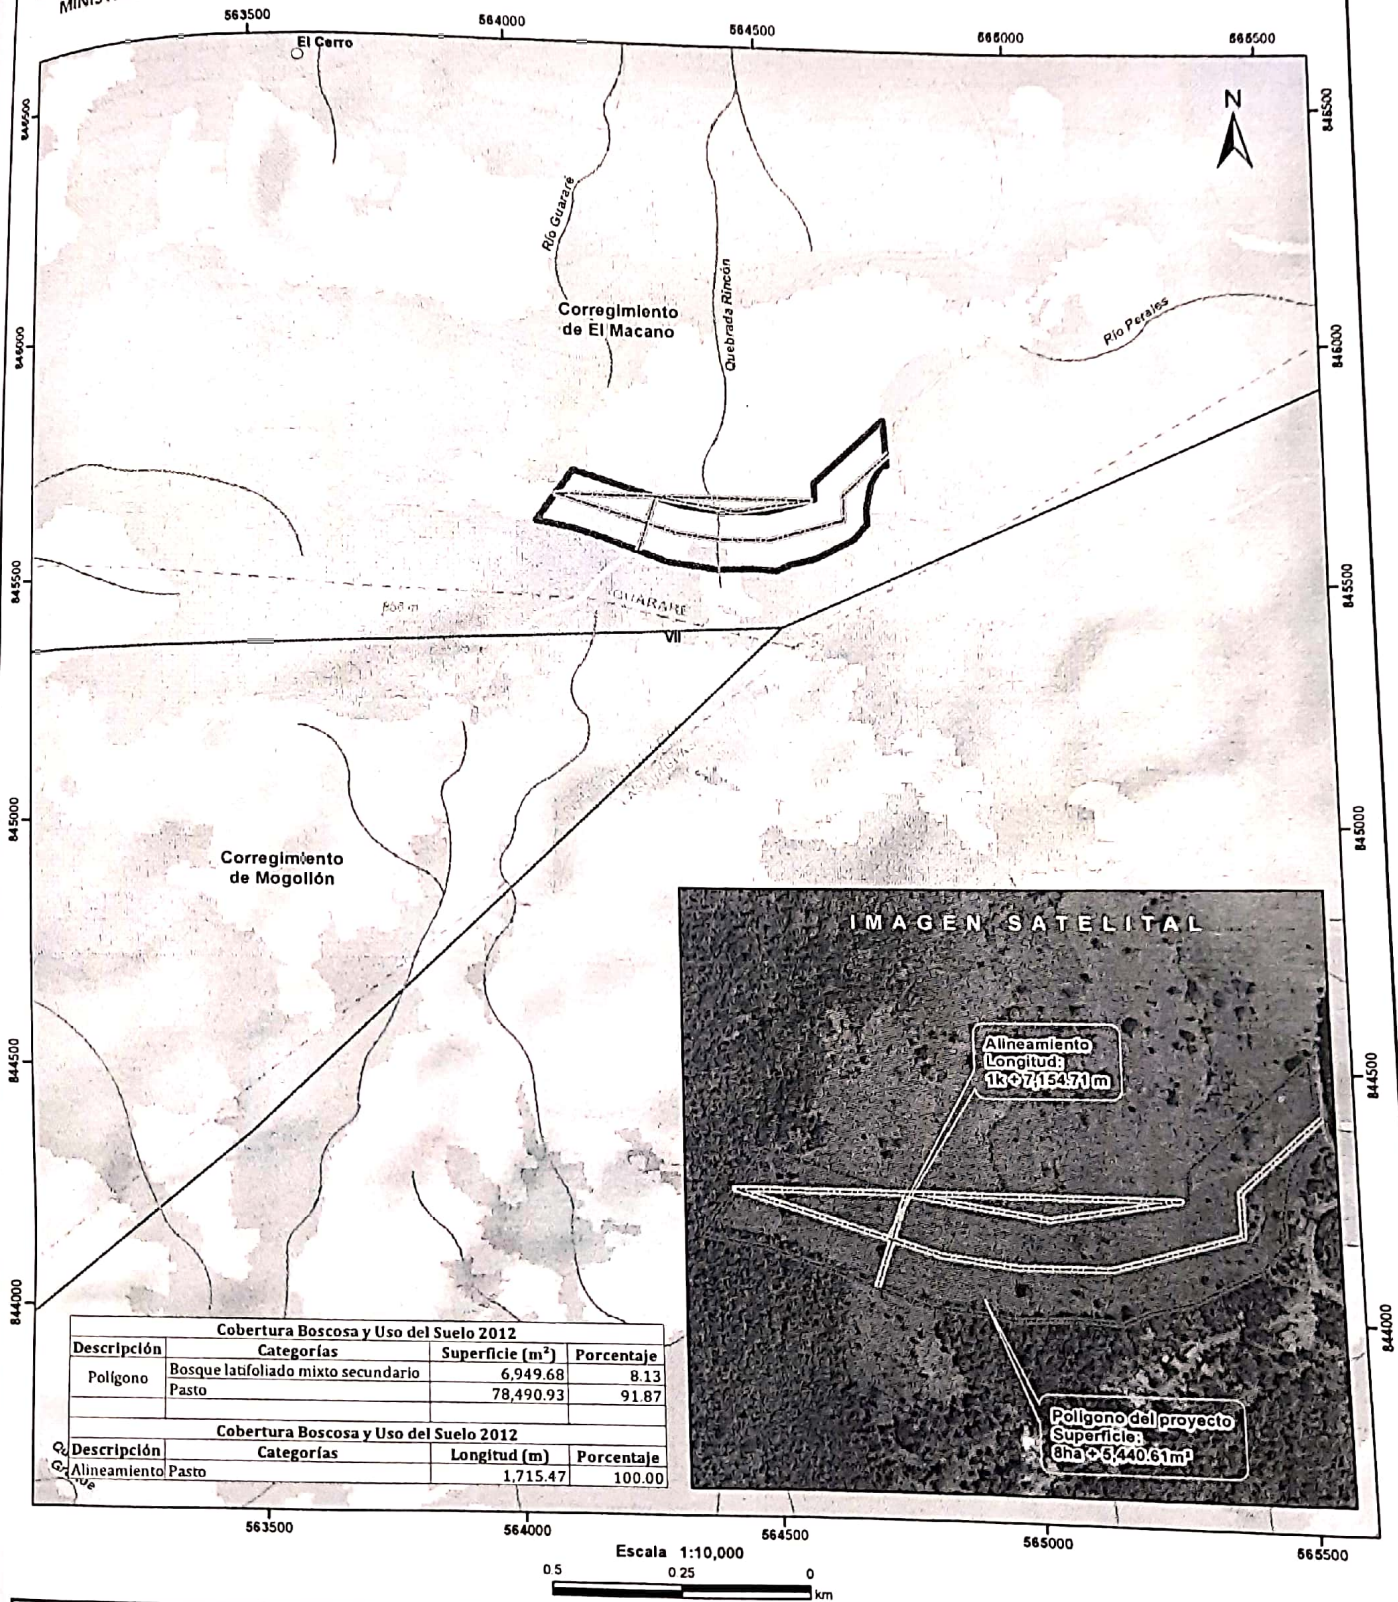 563500
564000
564500
565000
565500
El Cerro
N
846500
846500
Río Guararé
Quebrada Rincón
Corregimiento
de El Macano
Río Perales
846000
846000
845500
845500
GUARARE
VII
845000
845000
Corregimiento
de Mogollón
IMAGEN SATELITAL
Alineamiento
Longitud:
1k + 7,154.71 m
844500
844500
844000
844000
Polígono del proyecto
Superficie:
8ha + 5,440.61m²
Cobertura Boscosa y Uso del Suelo 2012
Descripción Categorías Superficie (m²) Porcentaje
Polígono Bosque latifoliado mixto secundario 6,949.68 8.13
Pasto 78,490.93 91.87
Cobertura Boscosa y Uso del Suelo 2012
Descripción Categorías Longitud (m) Porcentaje
Alineamiento Pasto 1,715.47 100.00
563500
564000
564500
565000
565500
Escala 1:10,000
0.5 0.25 0
km